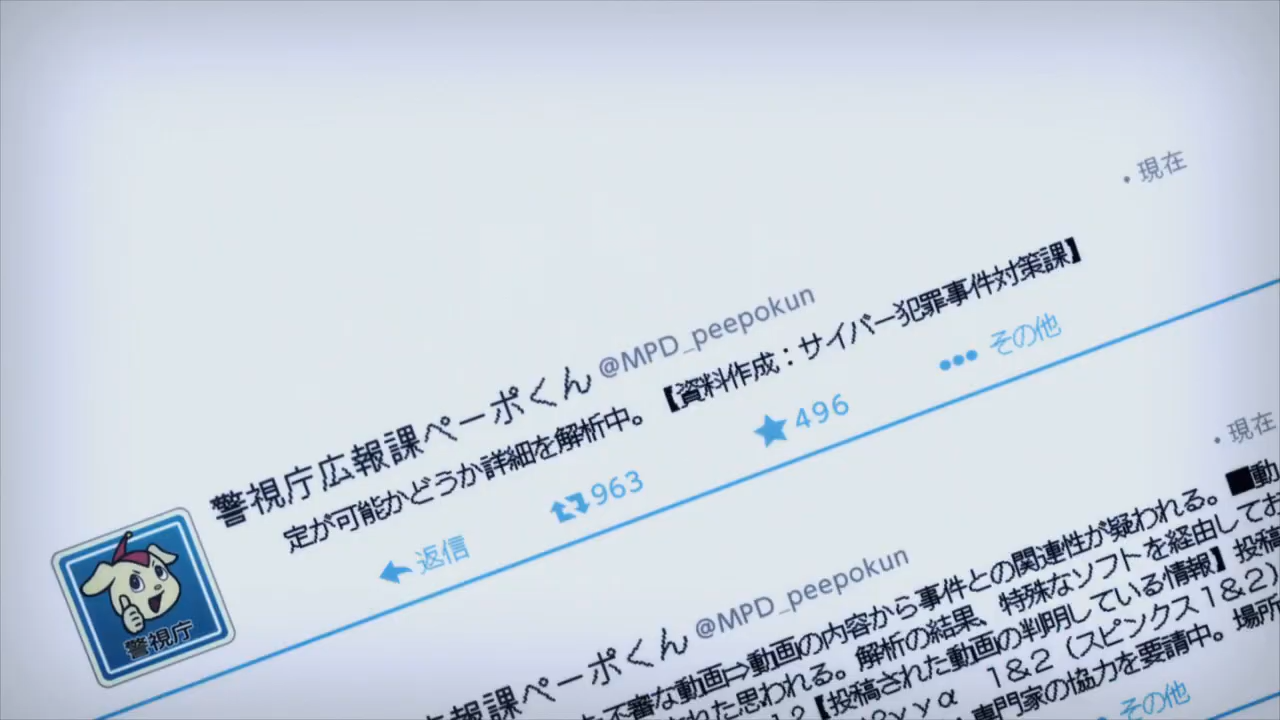 ・現在
警視庁広報課ペーポくん @MPD_peepokun
定が可能かどうか詳細を解析中。【資料作成：サイバー犯罪事件対策課】
返信 963 496 ••• その他
警視庁
・現在
報課ペーポくん @MPD_peepokun
不審な動画⇒動画の内容から事件との関連性が疑われる。■動
された思われる。解析の結果、特殊なソフトを経由してお
【投稿された動画の判明している情報】投稿
γγα 1&2（スピンクス1&2）
専門家の協力を要請中。場所
その他